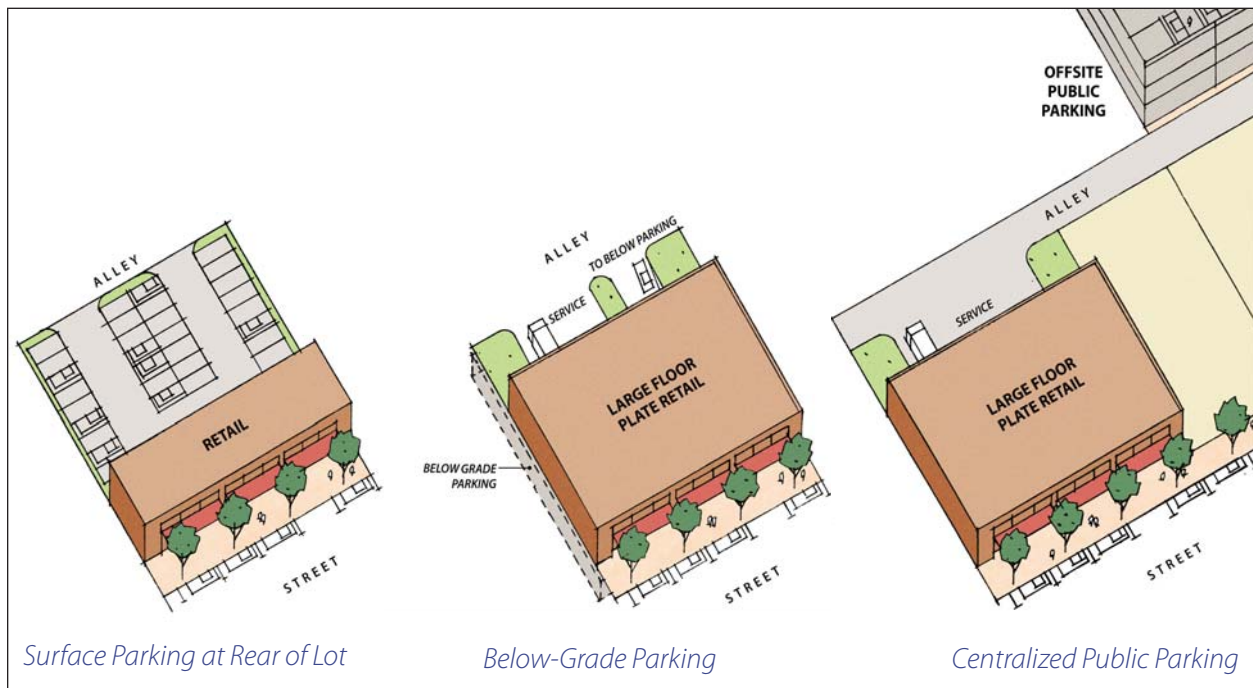 ALLEY
RETAIL
STREET
Surface Parking at Rear of Lot
ALLEY
TO BELOW PARKING
SERVICE
LARGE FLOOR
PLATE RETAIL
BELOW GRADE
PARKING
STREET
Below-Grade Parking
OFFSITE
PUBLIC
PARKING
ALLEY
SERVICE
LARGE FLOOR
PLATE RETAIL
STREET
Centralized Public Parking